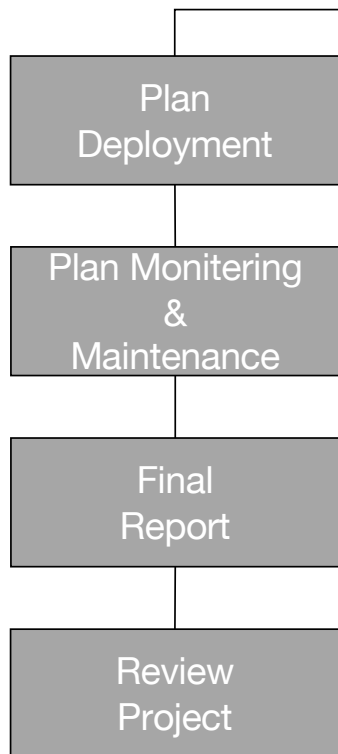 Plan
Deployment
Plan Monitering
&
Maintenance
Final
Report
Review
Project